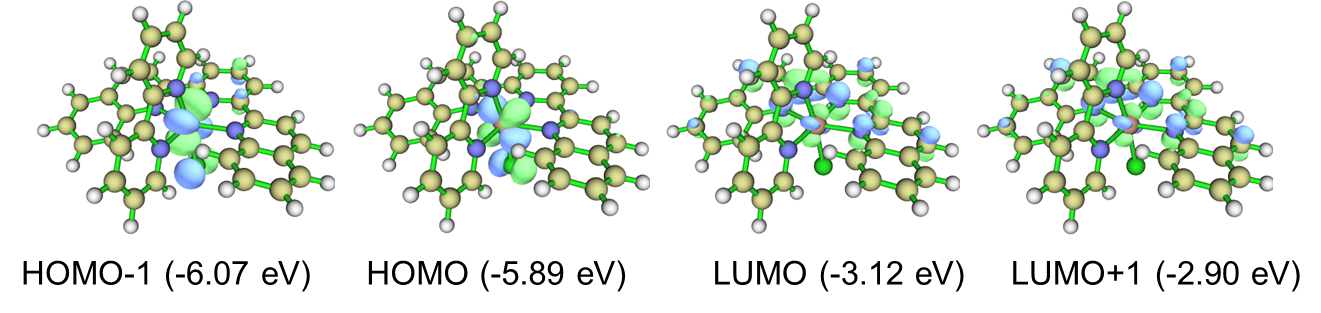 HOMO-1 (-6.07 eV) HOMO (-5.89 eV) LUMO (-3.12 eV) LUMO+1 (-2.90 eV)